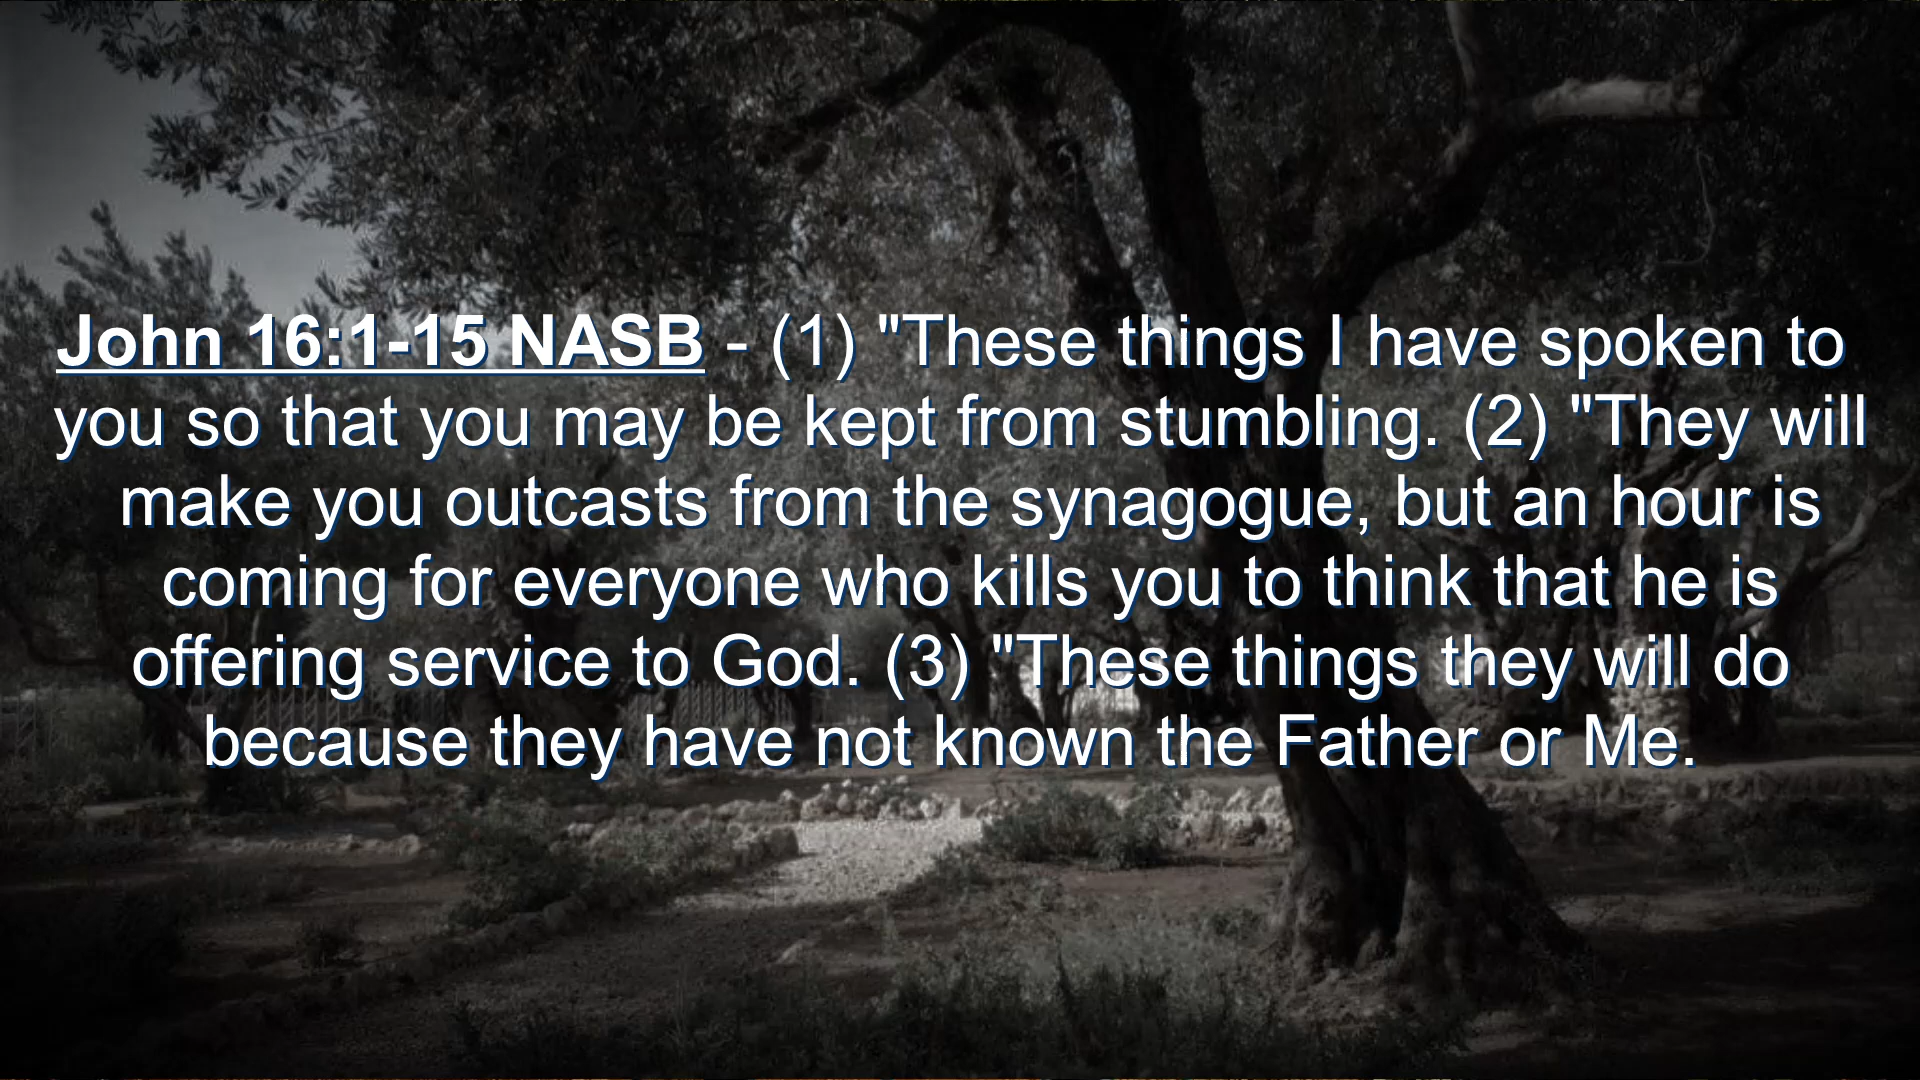 John 16:1-15 NASB - (1) "These things I have spoken to
you so that you may be kept from stumbling. (2) "They will
make you outcasts from the synagogue, but an hour is
coming for everyone who kills you to think that he is
offering service to God. (3) "These things they will do
because they have not known the Father or Me.